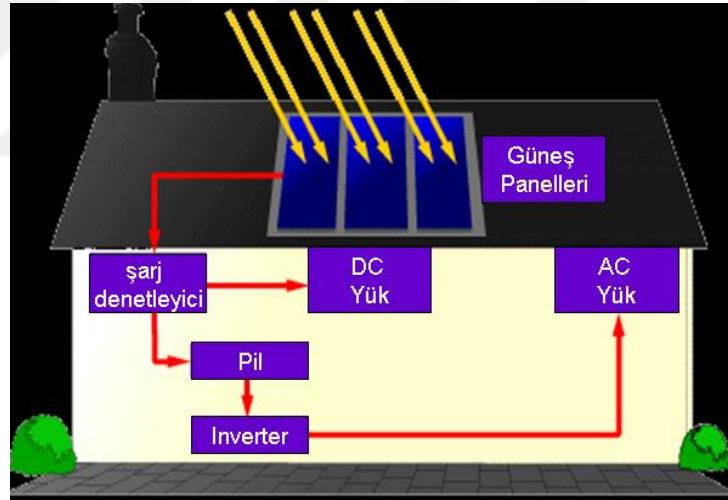 Güneş
Panelleri
şarj
denetleyici
DC
Yük
AC
Yük
Pil
Inverter